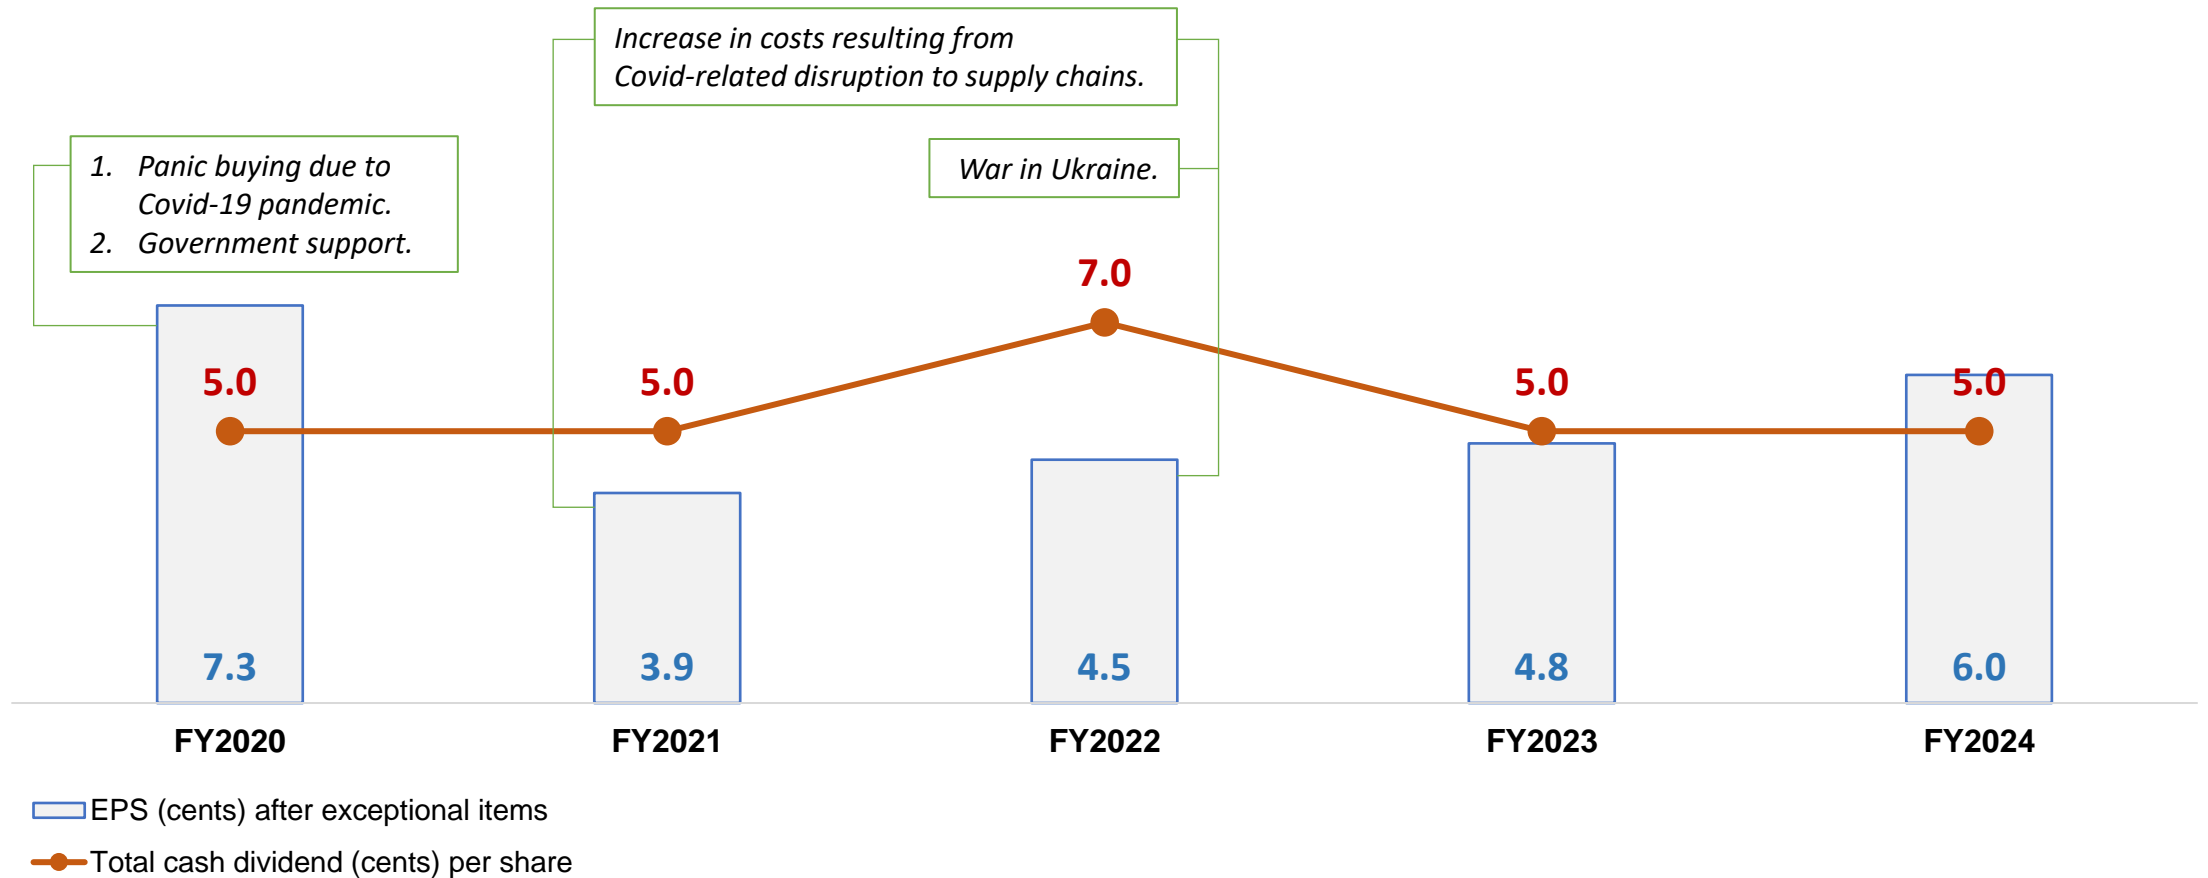 Increase in costs resulting from
Covid-related disruption to supply chains.
1. Panic buying due to
Covid-19 pandemic.
2. Government support.
War in Ukraine.
5.0
5.0
7.0
5.0
5.0
7.3
3.9
4.5
4.8
6.0
FY2020
FY2021
FY2022
FY2023
FY2024
EPS (cents) after exceptional items
Total cash dividend (cents) per share